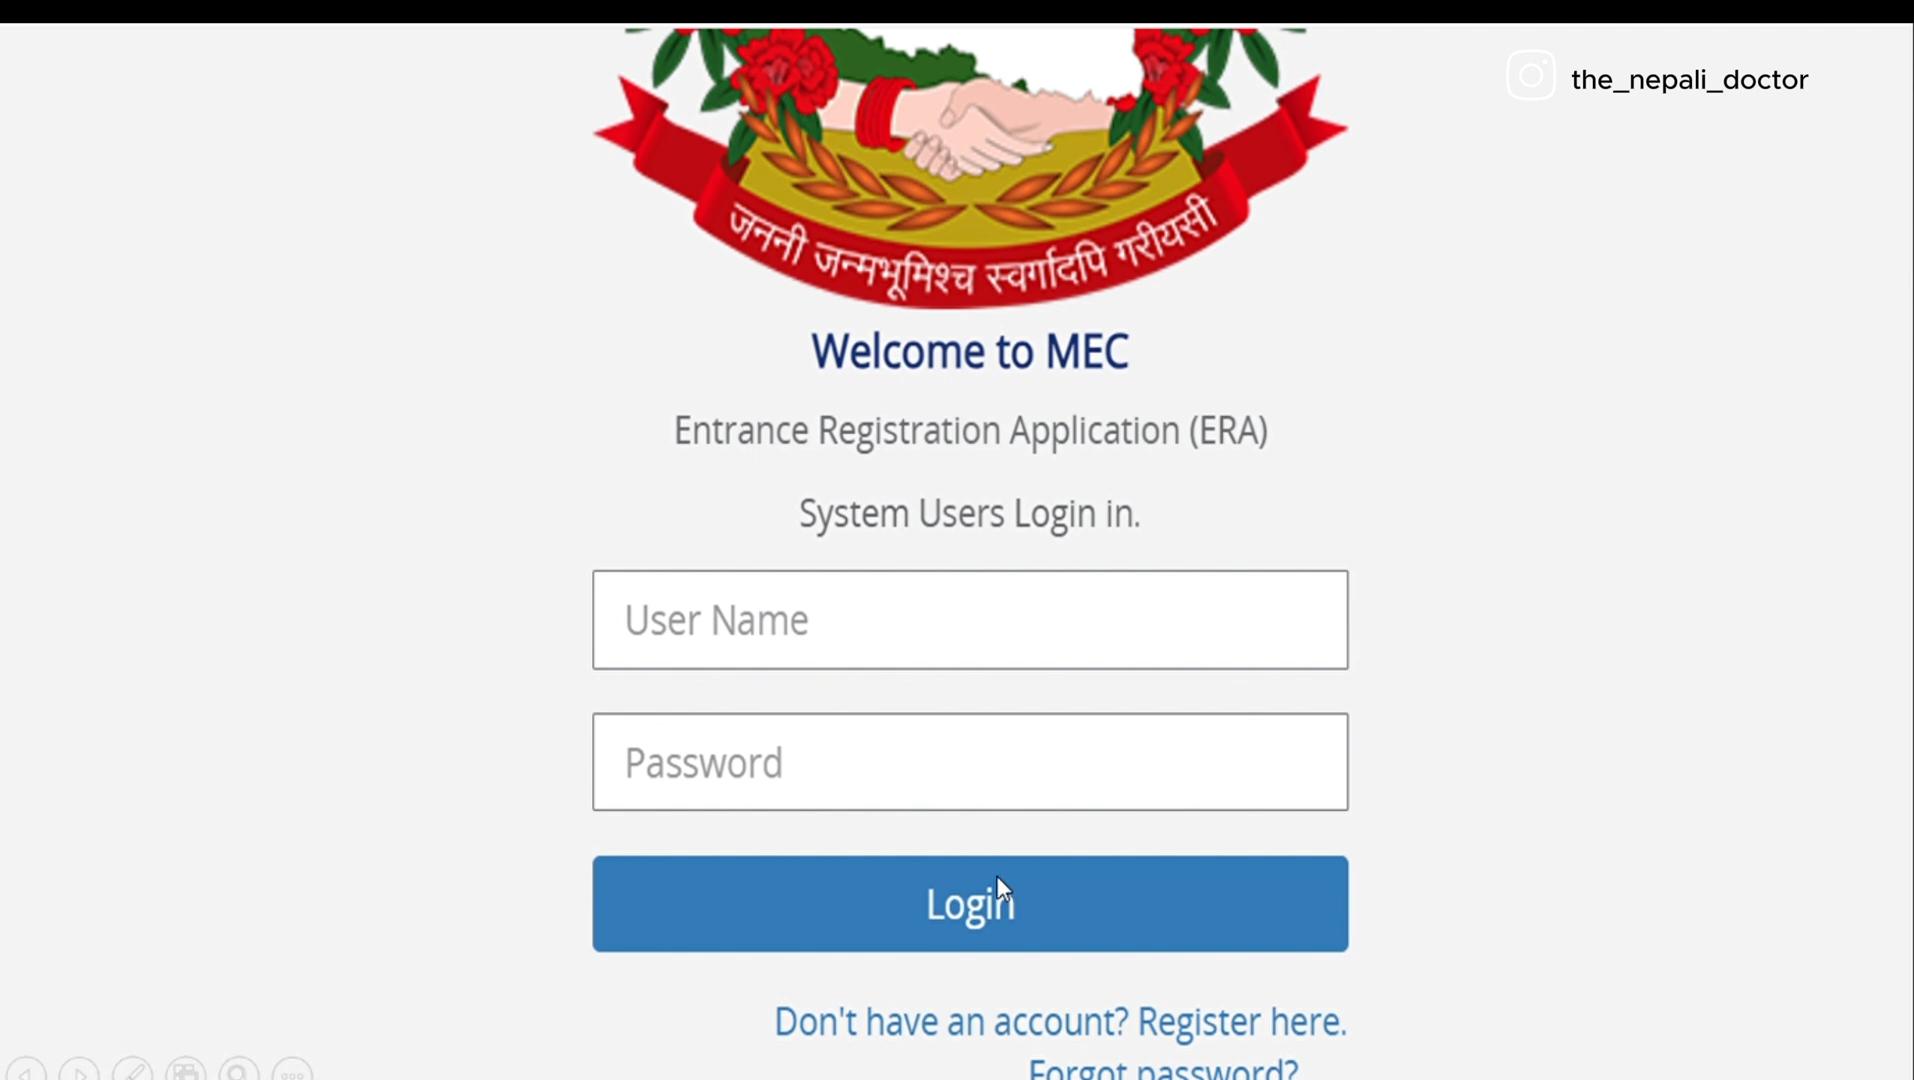 the_nepali_doctor
जननी जन्मभूमिश्च स्वर्गादपि गरीयसी
Welcome to MEC
Entrance Registration Application (ERA)
System Users Login in.
User Name
Password
Login
Don't have an account? Register here.
Forgot password?